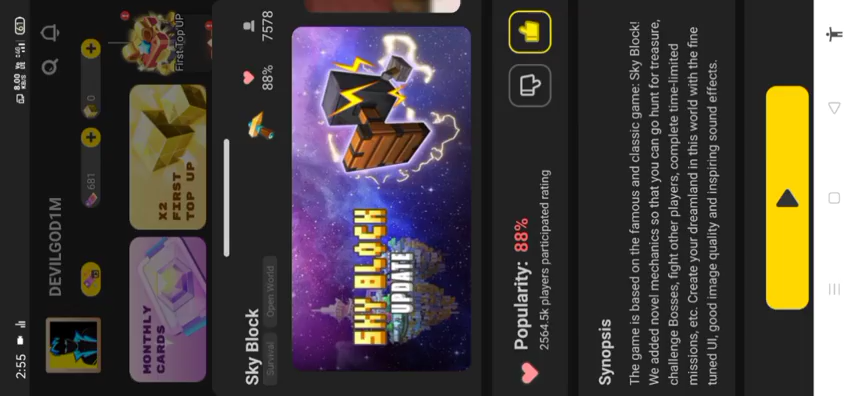 2:55
8.00 KB/S
61
DEVILGOD1M
681
0
MONTHLY
CARDS
X2
FIRST
TOP UP
First Top UP
Sky Block
88%
7578
Survival
Open World
SKY BLOCK
UPDATE
Popularity: 88%
2564.5k players participated rating
Synopsis
The game is based on the famous and classic game: Sky Block!
We added novel mechanics so that you can go hunt for treasure,
challenge Bosses, fight other players, complete time-limited
missions, etc. Create your dreamland in this world with the fine
tuned UI, good image quality and inspiring sound effects.